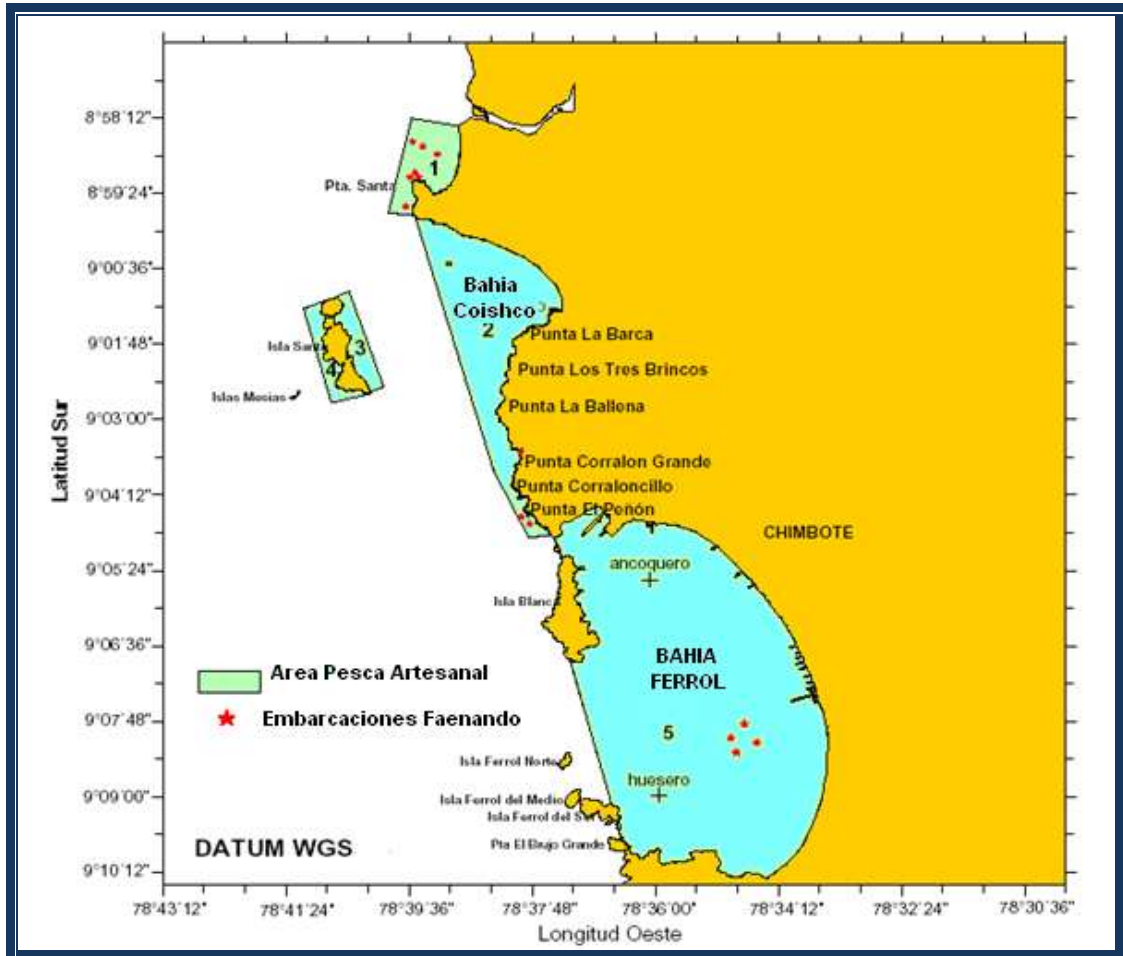 8°58´12"
1
Pta. Santa
8°59´24"
9°00´36"
Bahia
Coishco
2
Punta La Barca
9°01´48"
Isla Santa
3
4
Punta Los Tres Brincos
Islas Mesias
Punta La Ballena
9°03´00"
Latitud Sur
Punta Corralon Grande
9°04´12"
Punta Corraloncillo
Punta El Peñón
CHIMBOTE
9°05´24"
ancoquero
Isla Blanca
9°06´36"
BAHIA
FERROL
Area Pesca Artesanal
Embarcaciones Faenando
9°07´48"
5
Isla Ferrol Norte
huesero
9°09´00"
Isla Ferrol del Medio
Isla Ferrol del Sur
DATUM WGS
Pta El Brujo Grande
9°10´12"
78°43´12" 78°41´24" 78°39´36" 78°37´48" 78°36´00" 78°34´12" 78°32´24" 78°30´36"
Longitud Oeste